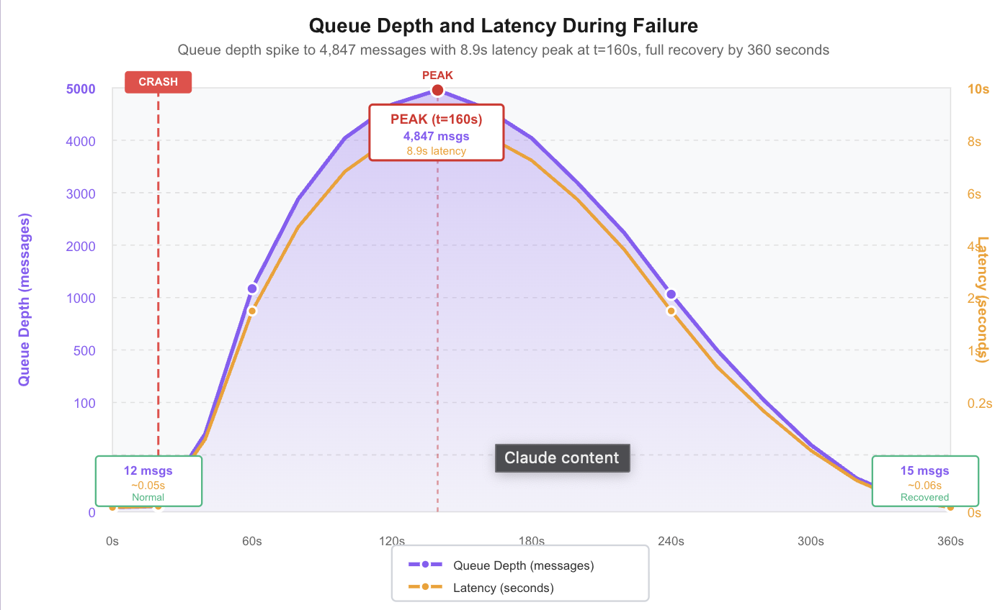 Queue Depth and Latency During Failure
Queue depth spike to 4,847 messages with 8.9s latency peak at t=160s, full recovery by 360 seconds
CRASH
PEAK
5000
4000
3000
2000
1000
500
100
0
Queue Depth (messages)
PEAK (t=160s)
4,847 msgs
8.9s latency
10s
8s
6s
4s
2s
1s
0.2s
0s
Latency (seconds)
Claude content
12 msgs
~0.05s
Normal
15 msgs
~0.06s
Recovered
0s
60s
120s
180s
240s
300s
360s
Queue Depth (messages)
Latency (seconds)